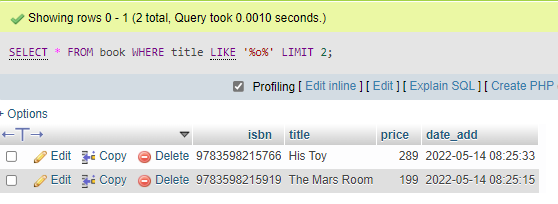 Showing rows 0 - 1 (2 total, Query took 0.0010 seconds.)
SELECT * FROM book WHERE title LIKE '%o%' LIMIT 2;
Profiling [ Edit inline ] [ Edit ] [ Explain SQL ] [ Create PHP
+ Options
←T→ isbn title price date_add
Edit Copy Delete 9783598215766 His Toy 289 2022-05-14 08:25:33
Edit Copy Delete 9783598215919 The Mars Room 199 2022-05-14 08:25:15